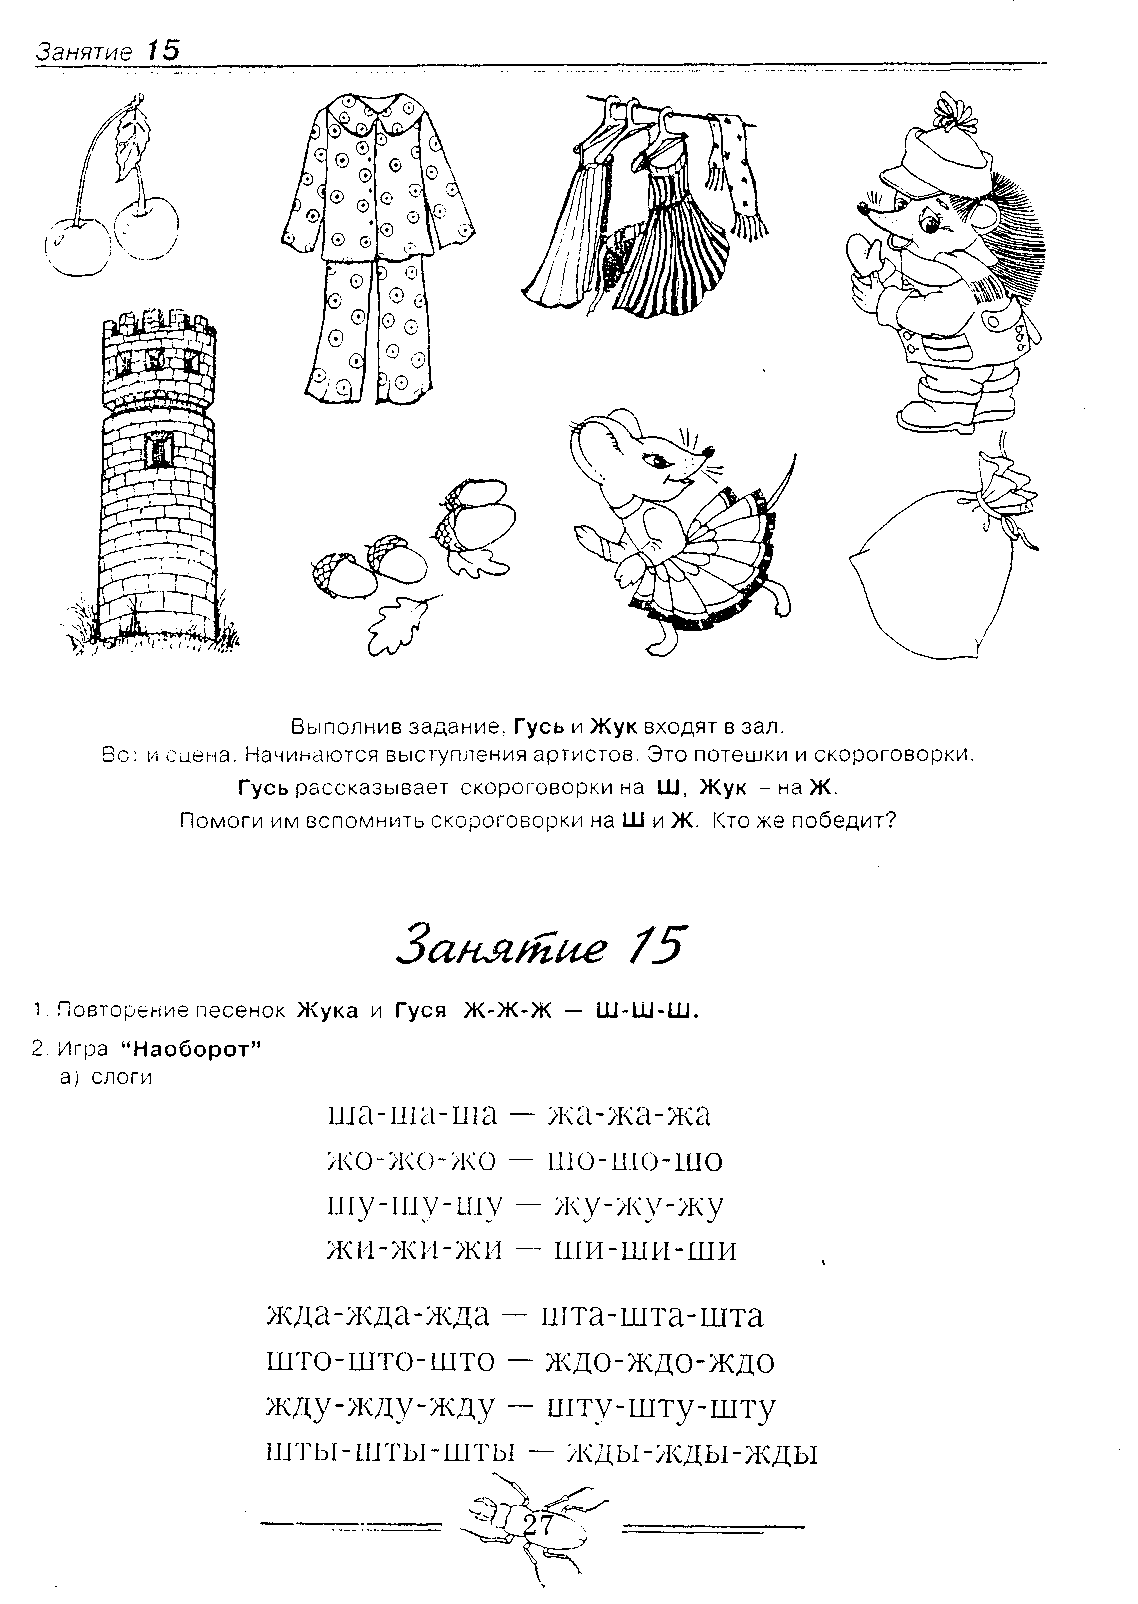 Занятие 15
Выполнив задание, Гусь и Жук входят в зал.
Вот и сцена. Начинаются выступления артистов. Это потешки и скороговорки.
Гусь рассказывает скороговорки на Ш, Жук – на Ж.
Помоги им вспомнить скороговорки на Ш и Ж. Кто же победит?
Занятие 15
1. Повторение песенок Жука и Гуся Ж-Ж-Ж — Ш-Ш-Ш.
2. Игра “Наоборот”
а) слоги
ша-ша-ша — жа-жа-жа
жо-жо-жо — шо-шо-шо
шу-шу-шу — жу-жу-жу
жи-жи-жи — ши-ши-ши
жда-жда-жда — шта-шта-шта
што-што-што — ждо-ждо-ждо
жду-жду-жду — шту-шту-шту
шты-шты-шты — жды-жды-жды
27